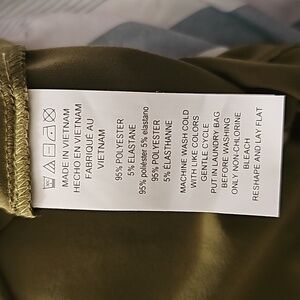 MADE IN VIETNAM
HECHO EN VIETNAM
FABRIQUÉ AU
VIETNAM
95% POLYESTER
5% ELASTANE
95% poliéster 5% elastano
95% POLYESTER
5% ÉLASTHANNE
MACHINE WASH COLD
WITH LIKE COLORS
GENTLE CYCLE
PUT IN LAUNDRY BAG
BEFORE WASHING
ONLY NON-CHLORINE
BLEACH
RESHAPE AND LAY FLAT